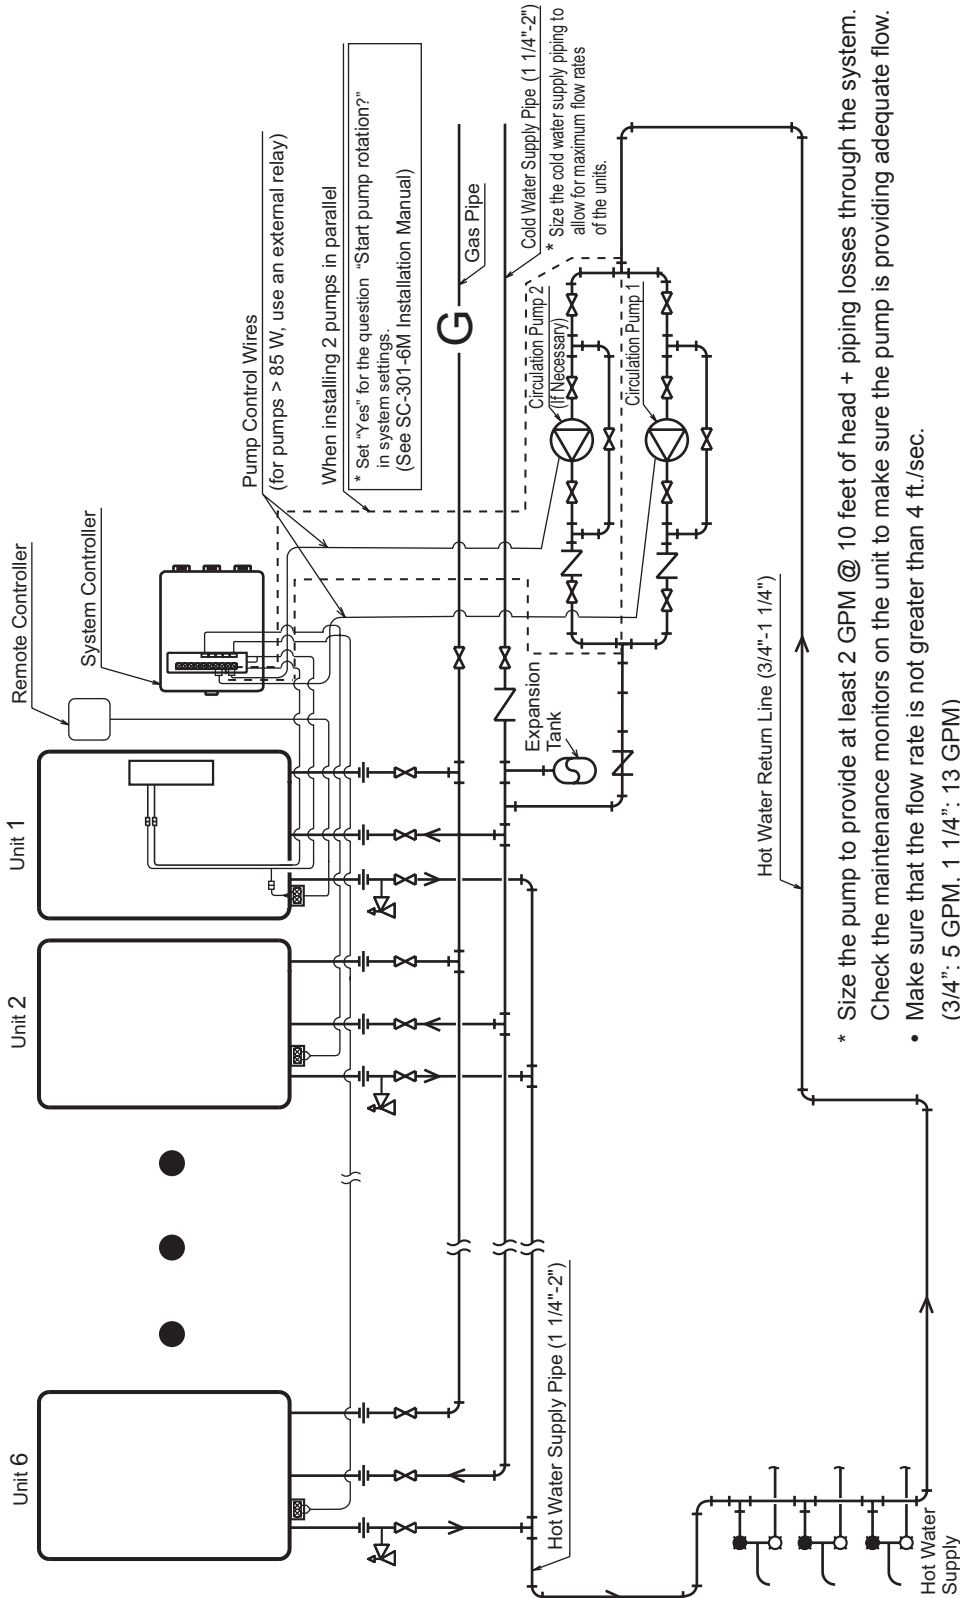 Remote Controller
System Controller
Pump Control Wires
(for pumps > 85 W, use an external relay)
When installing 2 pumps in parallel
* Set “Yes” for the question “Start pump rotation?”
in system settings.
(See SC-301-6M Installation Manual)
Unit 1
Unit 2
Unit 6
G
Gas Pipe
Cold Water Supply Pipe (1 1/4"-2")
* Size the cold water supply piping to
allow for maximum flow rates
of the units.
Circulation Pump 2
(If Necessary)
Circulation Pump 1
Expansion
Tank
Hot Water Return Line (3/4"-1 1/4")
Hot Water Supply Pipe (1 1/4"-2")
Hot Water
Supply
* Size the pump to provide at least 2 GPM @ 10 feet of head + piping losses through the system.
Check the maintenance monitors on the unit to make sure the pump is providing adequate flow.
• Make sure that the flow rate is not greater than 4 ft./sec.
(3/4”: 5 GPM, 1 1/4”: 13 GPM)